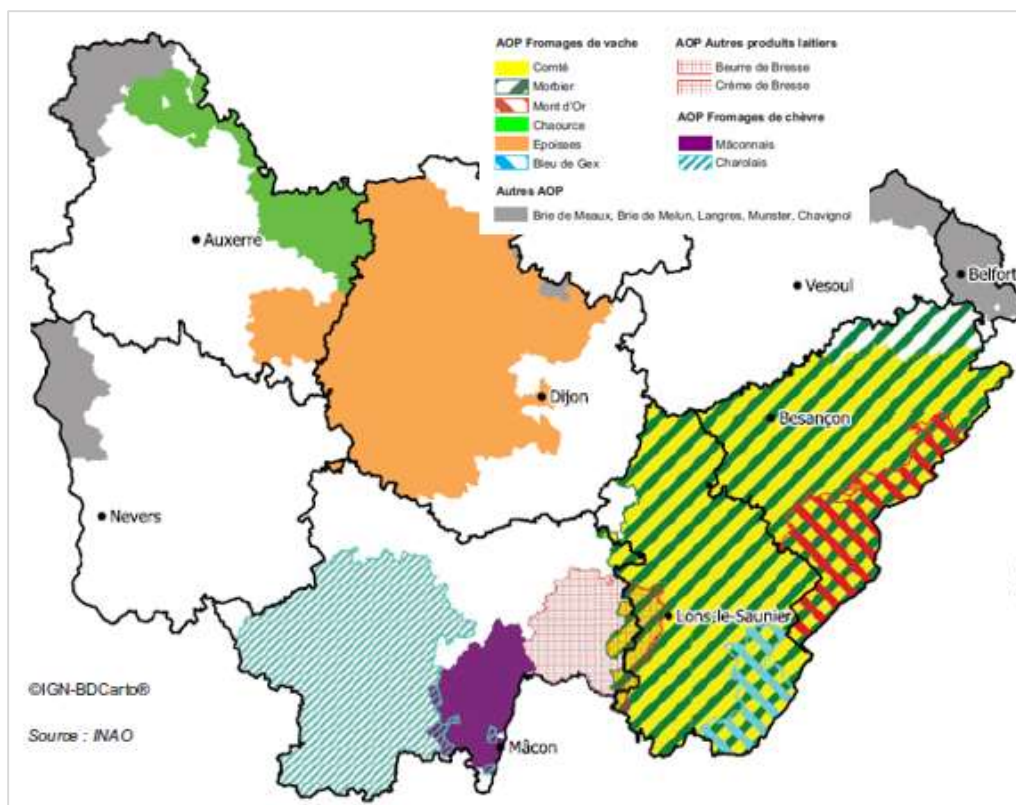 AOP Fromages de vache
Comté
Morbier
Mont d'Or
Chaource
Epoisses
Bleu de Gex
AOP Autres produits laitiers
Beurre de Bresse
Crème de Bresse
AOP Fromages de chèvre
Mâconnais
Charolais
Autres AOP
Brie de Meaux, Brie de Melun, Langres, Munster, Chavignol
Auxerre
Vesoul
Belfort
Dijon
Besançon
Nevers
Lons-le-Saunier
Mâcon
©IGN-BDCarto®
Source : INAO